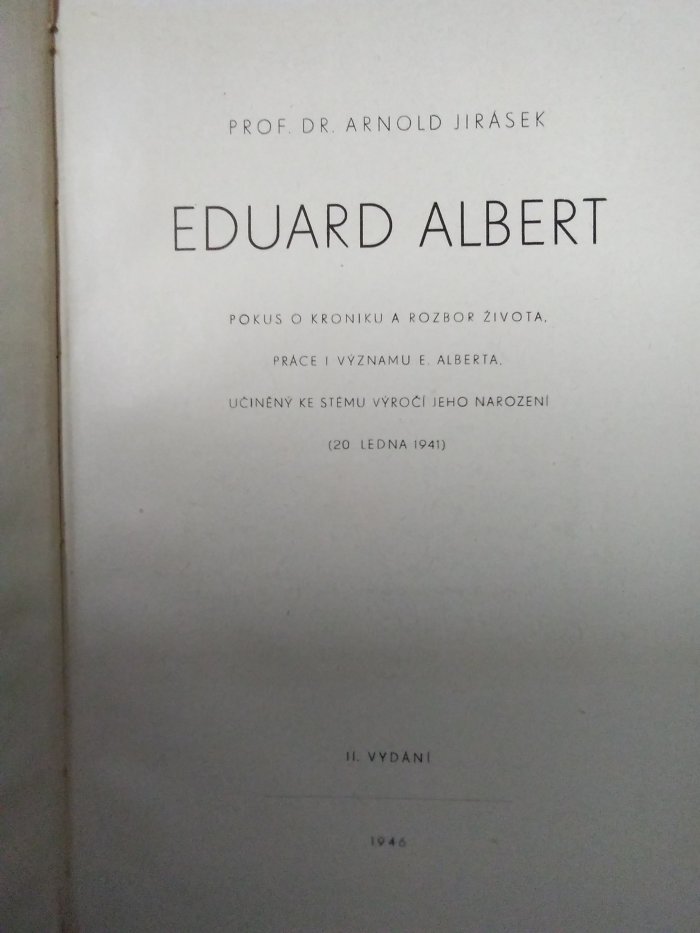 PROF. DR. ARNOLD JIRÁSEK
EDUARD ALBERT
POKUS O KRONIKU A ROZBOR ŽIVOTA,
PRÁCE I VÝZNAMU E. ALBERTA,
UČINĚNÝ KE STÉMU VÝROČÍ JEHO NAROZENÍ
(20 LEDNA 1941)
II. VYDÁNÍ
1946